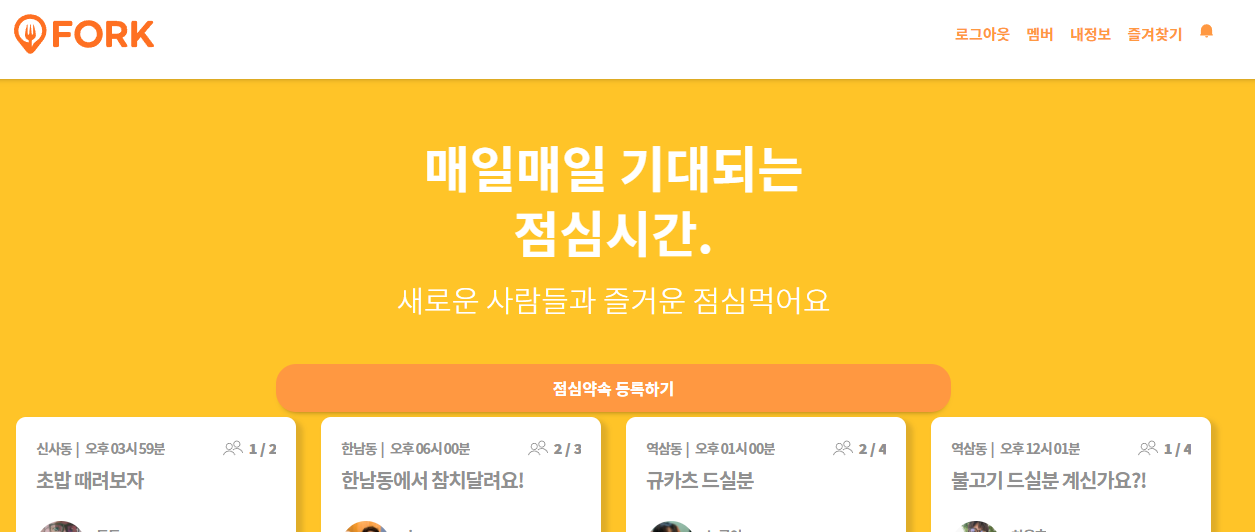 FORK
로그아웃 멤버 내정보 즐겨찾기
매일매일 기대되는
점심시간.
새로운 사람들과 즐거운 점심먹어요
점심약속 등록하기
신사동 | 오후 03시 59분 1 / 2
초밥 때려보자
한남동 | 오후 06시 00분 2 / 3
한남동에서 참치달려요!
역삼동 | 오후 01시 00분 2 / 4
규카츠 드실분
역삼동 | 오후 12시 01분 1 / 4
불고기 드실분 계신가요?!